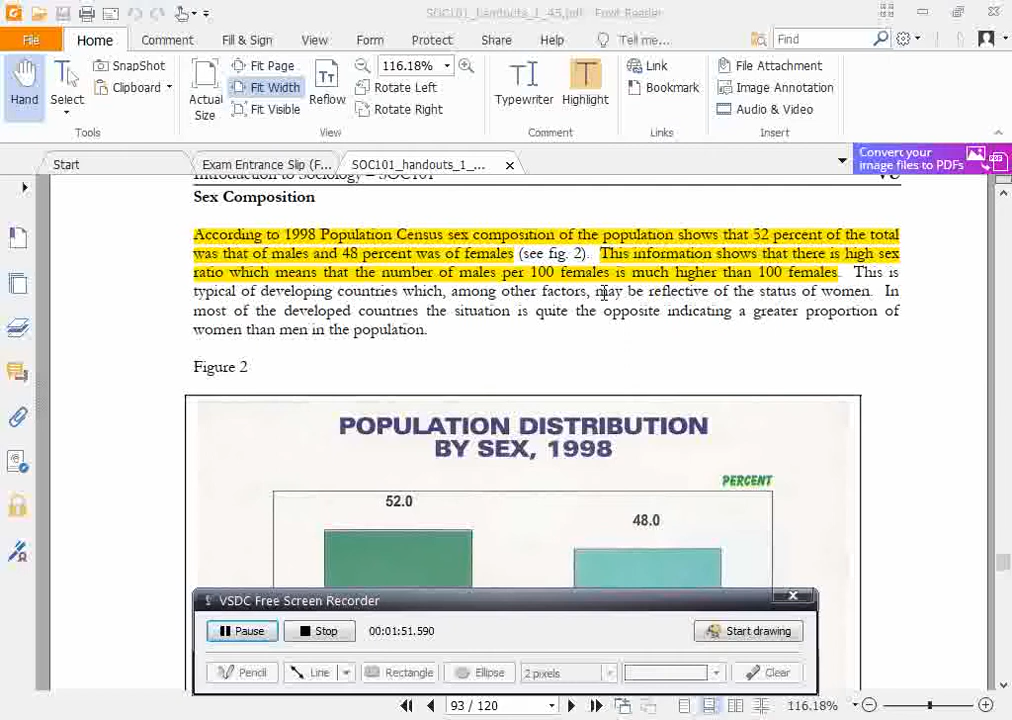 SOC101_handouts_1_45.pdf - Foxit Reader
File
Home
Comment
Fill & Sign
View
Form
Protect
Share
Help
Tell me...
Find
Hand
Select
SnapShot
Clipboard
Tools
Actual
Size
Fit Page
Fit Width
Fit Visible
Reflow
116.18%
Rotate Left
Rotate Right
View
Typewriter
Highlight
Comment
Link
Bookmark
Links
File Attachment
Image Annotation
Audio & Video
Insert
Start
Exam Entrance Slip (F...
SOC101_handouts_1_...
Convert your
image files to PDFs
Introduction to Sociology – SOC101 VU
Sex Composition
According to 1998 Population Census sex composition of the population shows that 52 percent of the total
was that of males and 48 percent was of females (see fig. 2). This information shows that there is high sex
ratio which means that the number of males per 100 females is much higher than 100 females. This is
typical of developing countries which, among other factors, may be reflective of the status of women. In
most of the developed countries the situation is quite the opposite indicating a greater proportion of
women than men in the population.
Figure 2
POPULATION DISTRIBUTION
BY SEX, 1998
PERCENT
52.0
48.0
VSDC Free Screen Recorder
Pause
Stop
00:01:51.590
Start drawing
Pencil
Line
Rectangle
Ellipse
2 pixels
Clear
93 / 120
116.18%